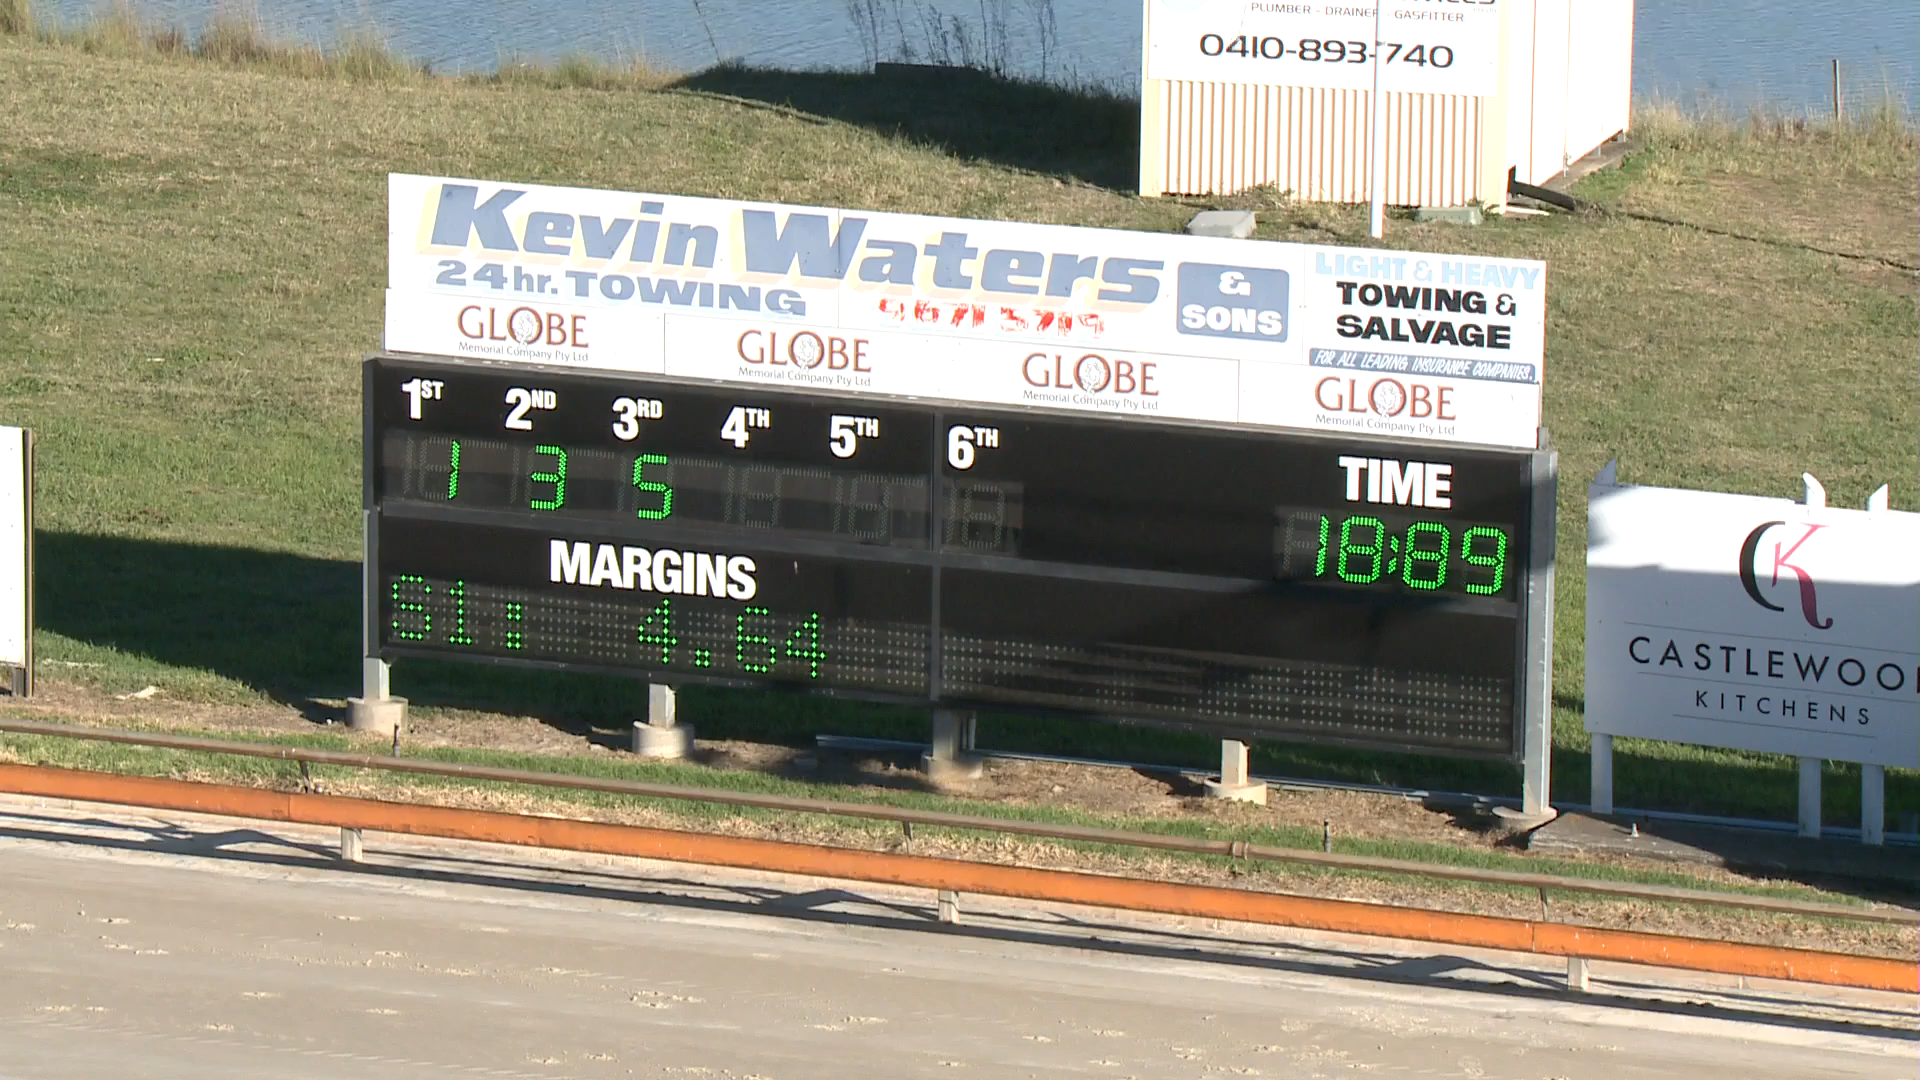 PLUMBER - DRAINER - GASFITTER
0410-893-740
Kevin Waters & SONS
24hr. TOWING
9671 5719
LIGHT & HEAVY
TOWING &
SALVAGE
FOR ALL LEADING INSURANCE COMPANIES.
GLOBE
Memorial Company Pty Ltd
GLOBE
Memorial Company Pty Ltd
GLOBE
Memorial Company Pty Ltd
GLOBE
Memorial Company Pty Ltd
1ST 2ND 3RD 4TH 5TH 6TH
1 3 5
TIME
18:89
MARGINS
S1: 4.64
CK
CASTLEWOO
KITCHENS